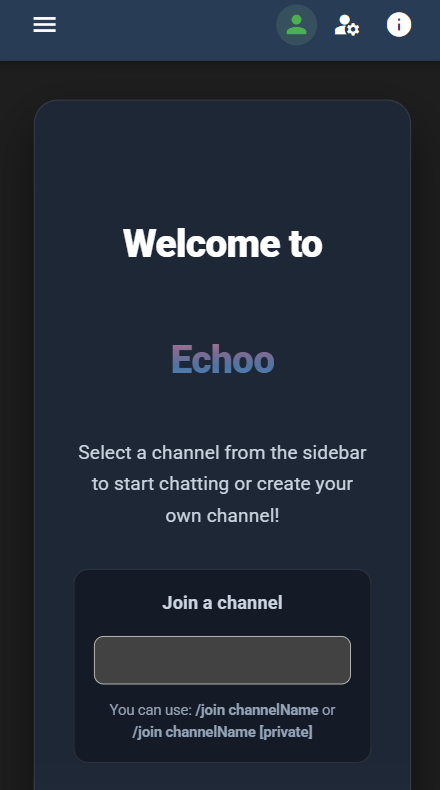 Welcome to
Echoo
Select a channel from the sidebar
to start chatting or create your
own channel!
Join a channel
You can use: /join channelName or
/join channelName [private]